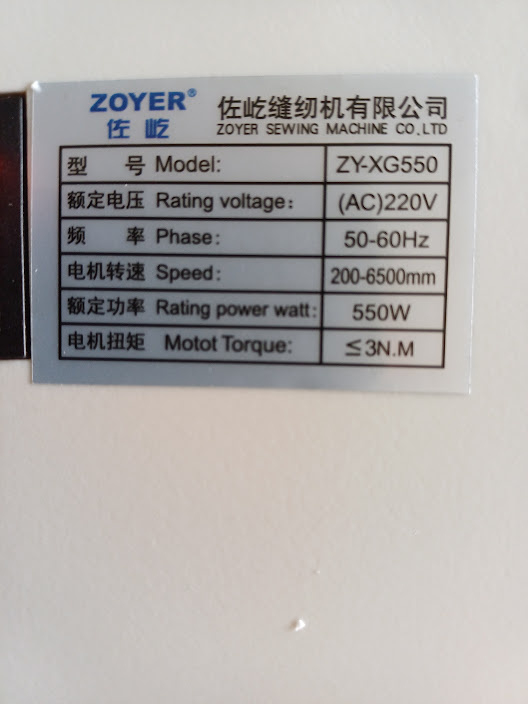 ZOYER®
佐屹
佐屹缝纫机有限公司
ZOYER SEWING MACHINE CO.,LTD
型 号 Model: ZY-XG550
额定电压 Rating voltage: (AC)220V
频 率 Phase: 50-60Hz
电机转速 Speed: 200-6500mm
额定功率 Rating power watt: 550W
电机扭矩 Motot Torque: ≤3N.M